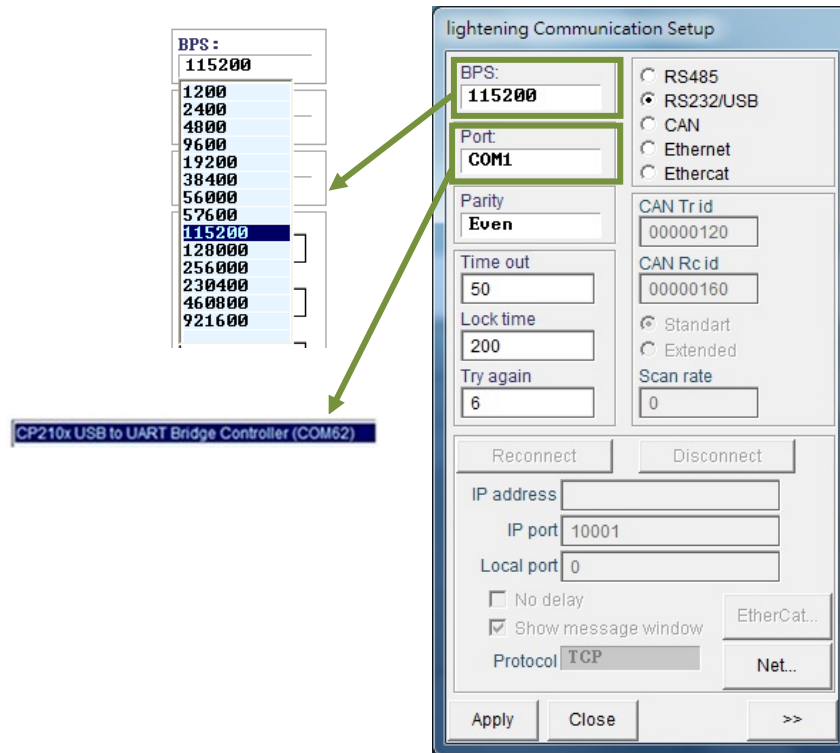 BPS:
115200
1200
2400
4800
9600
19200
38400
56000
57600
115200
128000
256000
230400
460800
921600
CP210x USB to UART Bridge Controller (COM62)
lightening Communication Setup
BPS:
115200
Port:
COM1
Parity
Even
Time out
50
Lock time
200
Try again
6
RS485
RS232/USB
CAN
Ethernet
Ethercat
CAN Tr id
00000120
CAN Rc id
00000160
Standart
Extended
Scan rate
0
Reconnect
Disconnect
IP address
IP port 10001
Local port 0
No delay
Show message window
EtherCat...
Protocol TCP
Net...
Apply
Close
>>